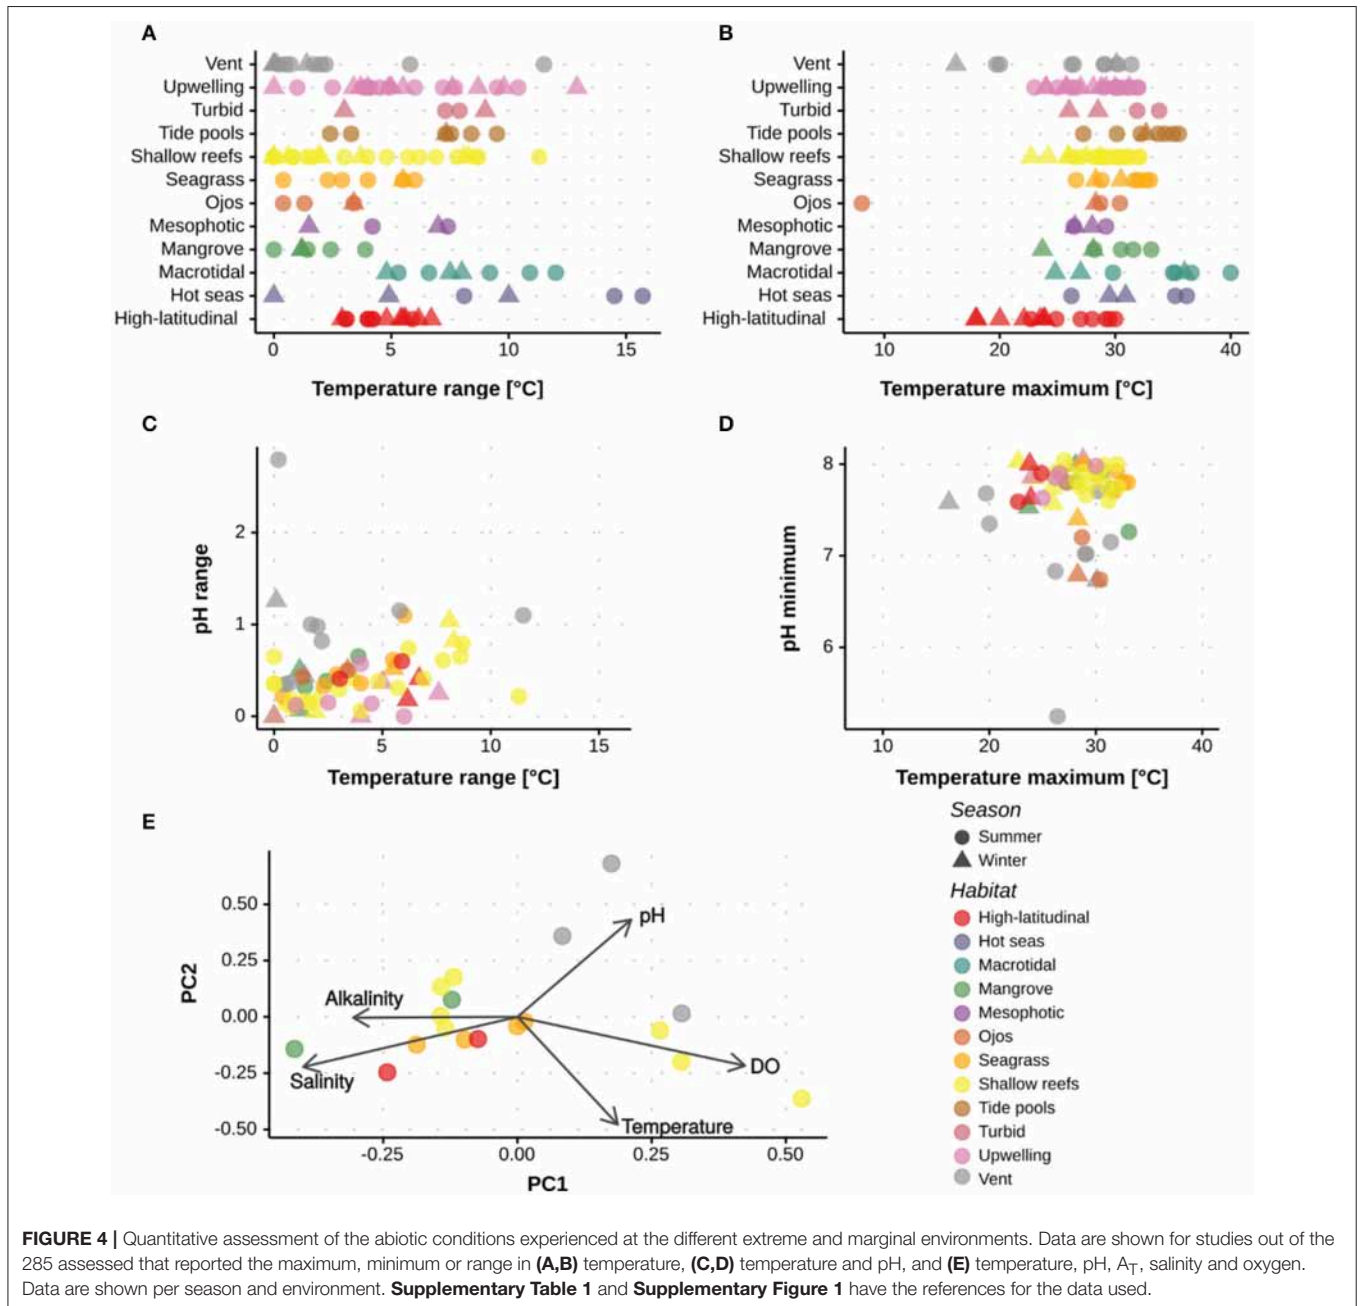 A
Vent
Upwelling
Turbid
Tide pools
Shallow reefs
Seagrass
Ojos
Mesophotic
Mangrove
Macrotidal
Hot seas
High-latitudinal
0 5 10 15
Temperature range [°C]
B
Vent
Upwelling
Turbid
Tide pools
Shallow reefs
Seagrass
Ojos
Mesophotic
Mangrove
Macrotidal
Hot seas
High-latitudinal
10 20 30 40
Temperature maximum [°C]
C
pH range
2
1
0
0 5 10 15
Temperature range [°C]
D
pH minimum
8
7
6
10 20 30 40
Temperature maximum [°C]
E
PC2
0.50
0.25
0.00
-0.25
-0.50
pH
Alkalinity
Salinity
DO
Temperature
-0.25 0.00 0.25 0.50
PC1
Season
Summer
Winter
Habitat
High-latitudinal
Hot seas
Macrotidal
Mangrove
Mesophotic
Ojos
Seagrass
Shallow reefs
Tide pools
Turbid
Upwelling
Vent
FIGURE 4 | Quantitative assessment of the abiotic conditions experienced at the different extreme and marginal environments. Data are shown for studies out of the
285 assessed that reported the maximum, minimum or range in (A,B) temperature, (C,D) temperature and pH, and (E) temperature, pH, AT, salinity and oxygen.
Data are shown per season and environment. Supplementary Table 1 and Supplementary Figure 1 have the references for the data used.